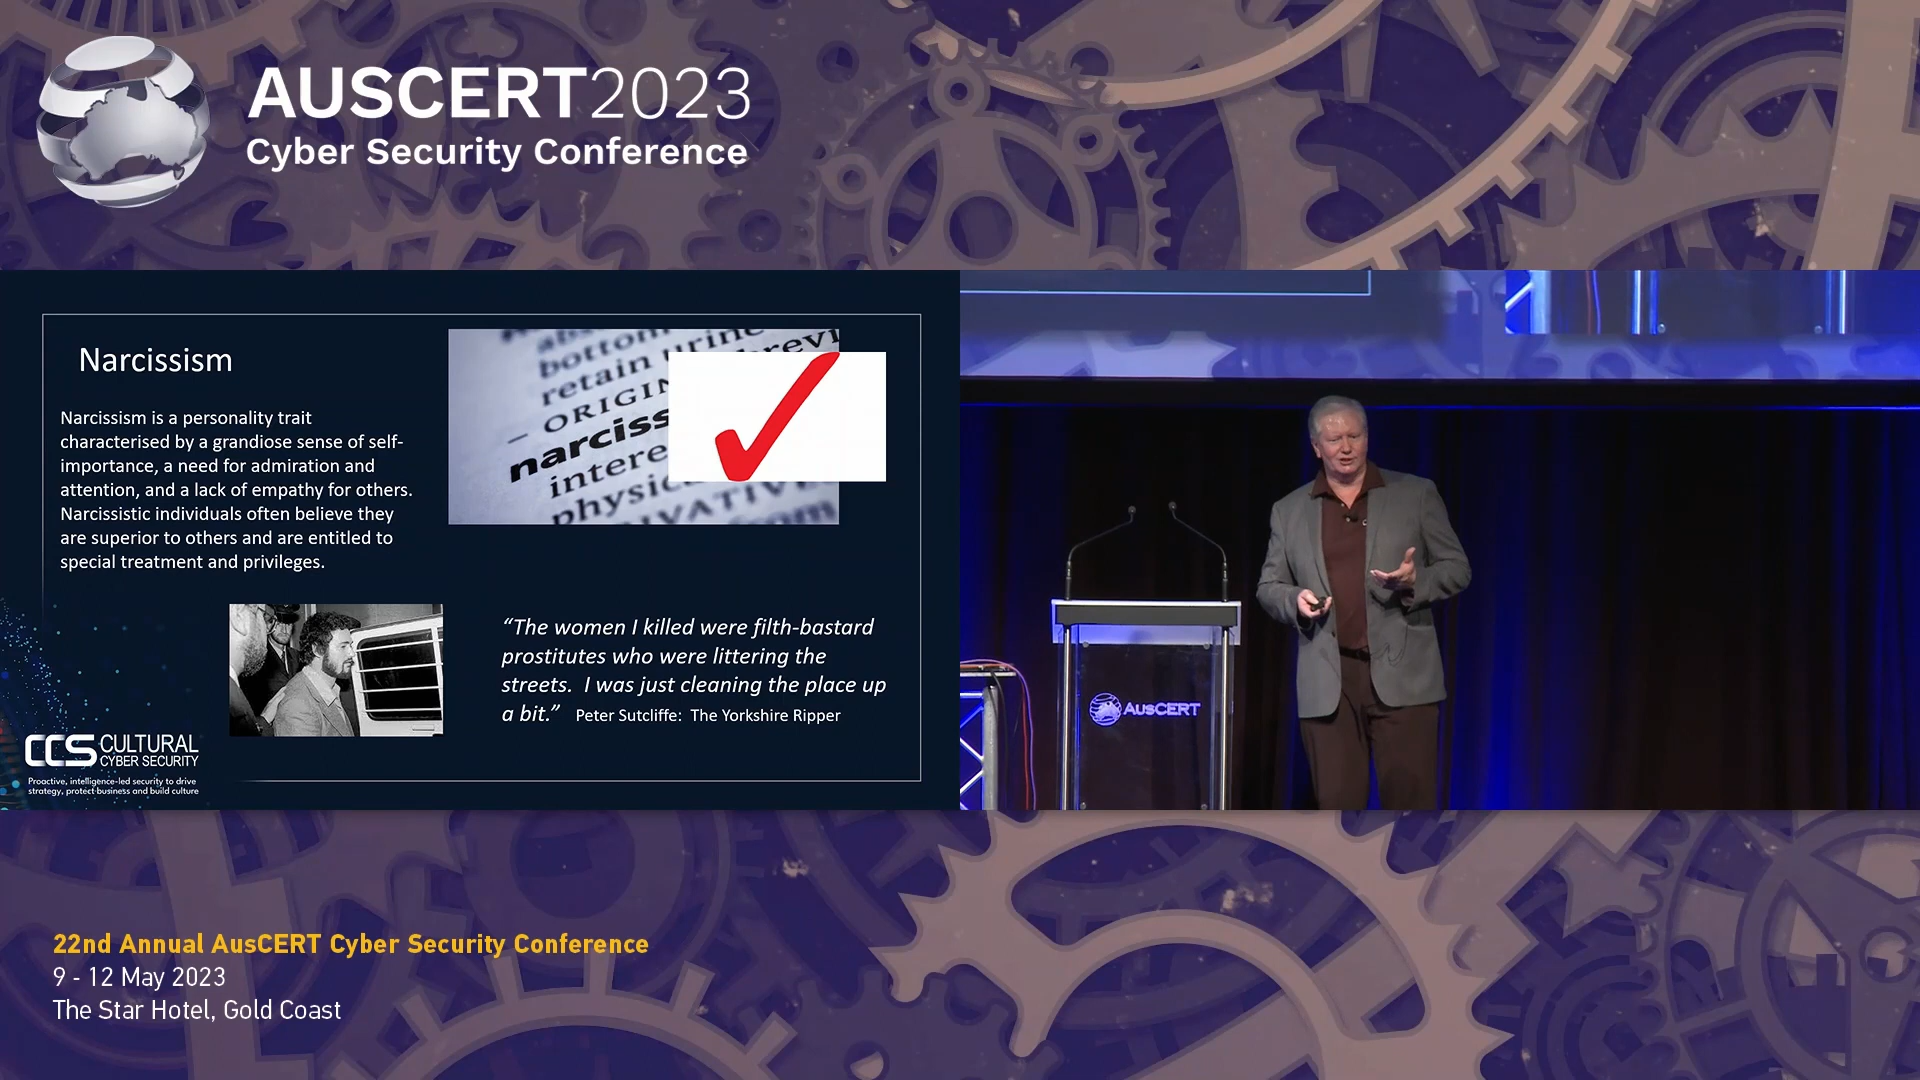 AUSCERT2023
Cyber Security Conference
Narcissism
Narcissism is a personality trait
characterised by a grandiose sense of self-
importance, a need for admiration and
attention, and a lack of empathy for others.
Narcissistic individuals often believe they
are superior to others and are entitled to
special treatment and privileges.
bottom
retain urine
ORIGIN
narciss
intere
physic
IVATIV
from
“The women I killed were filth-bastard
prostitutes who were littering the
streets.  I was just cleaning the place up
a bit.” Peter Sutcliffe:  The Yorkshire Ripper
CCS CULTURAL
CYBER SECURITY
Proactive, intelligence-led security to drive
strategy, protect business and build culture
AusCERT
22nd Annual AusCERT Cyber Security Conference
9 - 12 May 2023
The Star Hotel, Gold Coast